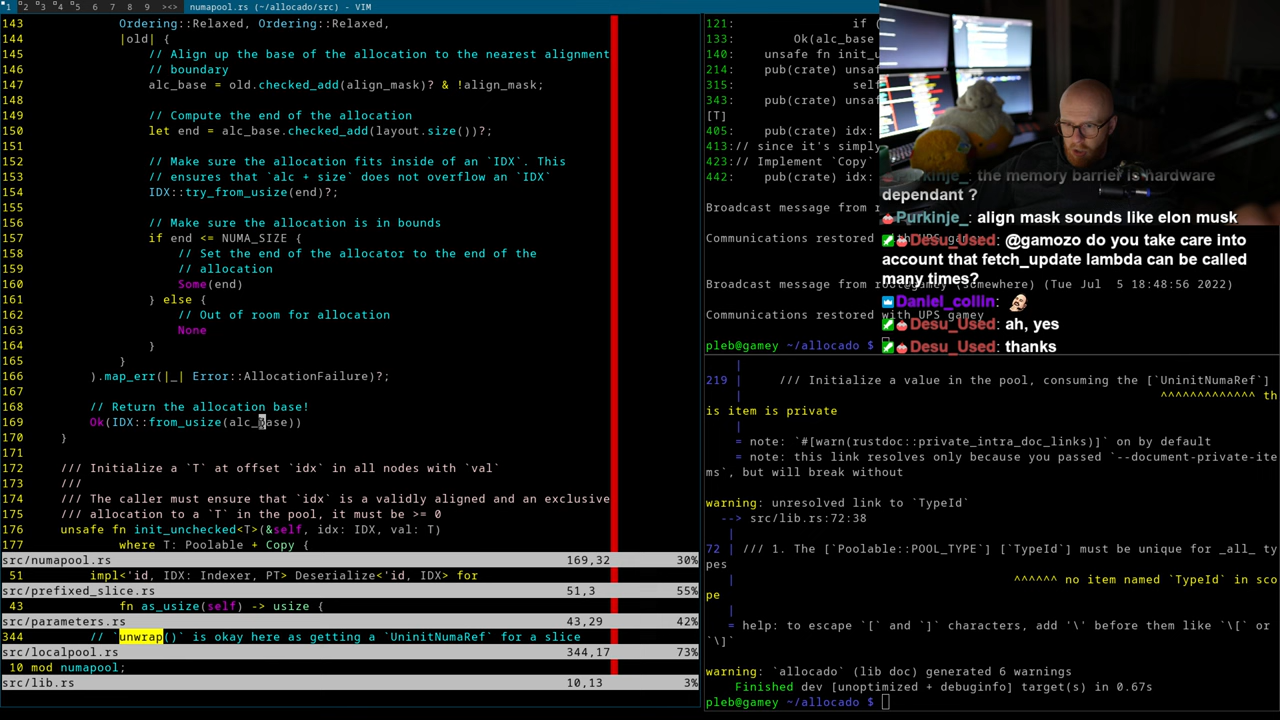 1 2 3 4 5 6 7 8 9 ><> numapool.rs (~/allocado/src) - VIM
143 Ordering::Relaxed, Ordering::Relaxed,
144 |old| {
145 // Align up the base of the allocation to the nearest alignment
146 // boundary
147 alc_base = old.checked_add(align_mask)? & !align_mask;
148
149 // Compute the end of the allocation
150 let end = alc_base.checked_add(layout.size())?;
151
152 // Make sure the allocation fits inside of an `IDX`. This
153 // ensures that `alc + size` does not overflow an `IDX`
154 IDX::try_from_usize(end)?;
155
156 // Make sure the allocation is in bounds
157 if end <= NUMA_SIZE {
158 // Set the end of the allocator to the end of the
159 // allocation
160 Some(end)
161 } else {
162 // Out of room for allocation
163 None
164 }
165 }
166 ).map_err(|_| Error::AllocationFailure)?;
167
168 // Return the allocation base!
169 Ok(IDX::from_usize(alc_base))
170 }
171
172 /// Initialize a `T` at offset `idx` in all nodes with `val`
173 ///
174 /// The caller must ensure that `idx` is a validly aligned and an exclusive
175 /// allocation to a `T` in the pool, it must be >= 0
176 unsafe fn init_unchecked<T>(&self, idx: IDX, val: T)
177 where T: Poolable + Copy {
src/numapool.rs 169,32 30%
51 impl<'id, IDX: Indexer, PT> Deserialize<'id, IDX> for
src/prefixed_slice.rs 51,3 55%
43 fn as_usize(self) -> usize {
src/parameters.rs 43,29 42%
344 // `unwrap()` is okay here as getting a `UninitNumaRef` for a slice
src/localpool.rs 344,17 73%
10 mod numapool;
src/lib.rs 10,13 3%
121: if (
133: Ok(alc_base
140: unsafe fn init_u
214: pub(crate) unsa
315: self
343: pub(crate) unsa
[T]
405: pub(crate) idx:
413:// since it's simply
423:// Implement `Copy`
442: pub(crate) idx:
Broadcast message from r
Communications restored with UPS gamey
Broadcast message from root@gamey (somewhere) (Tue Jul 5 18:48:56 2022)
Communications restored with UPS gamey
pleb@gamey ~/allocado $
Purkinje_: the memory barrier is hardware
dependant ?
Purkinje_: align mask sounds like elon musk
Desu_Used: @gamozo do you take care into
account that fetch_update lambda can be called
many times?
Daniel_collin:
Desu_Used: ah, yes
Desu_Used: thanks
|
219 | /// Initialize a value in the pool, consuming the [`UninitNumaRef`]
| ^^^^^^^^^^^^^ th
is item is private
|
= note: `#[warn(rustdoc::private_intra_doc_links)]` on by default
= note: this link resolves only because you passed `--document-private-ite
ms`, but will break without
warning: unresolved link to `TypeId`
--> src/lib.rs:72:38
|
72 | /// 1. The [`Poolable::POOL_TYPE`] [`TypeId`] must be unique for _all_ ty
pes
| ^^^^^^ no item named `TypeId` in sco
pe
|
= help: to escape `[` and `]` characters, add '\' before them like `\[` or
`\]`
warning: `allocado` (lib doc) generated 6 warnings
Finished dev [unoptimized + debuginfo] target(s) in 0.67s
pleb@gamey ~/allocado $